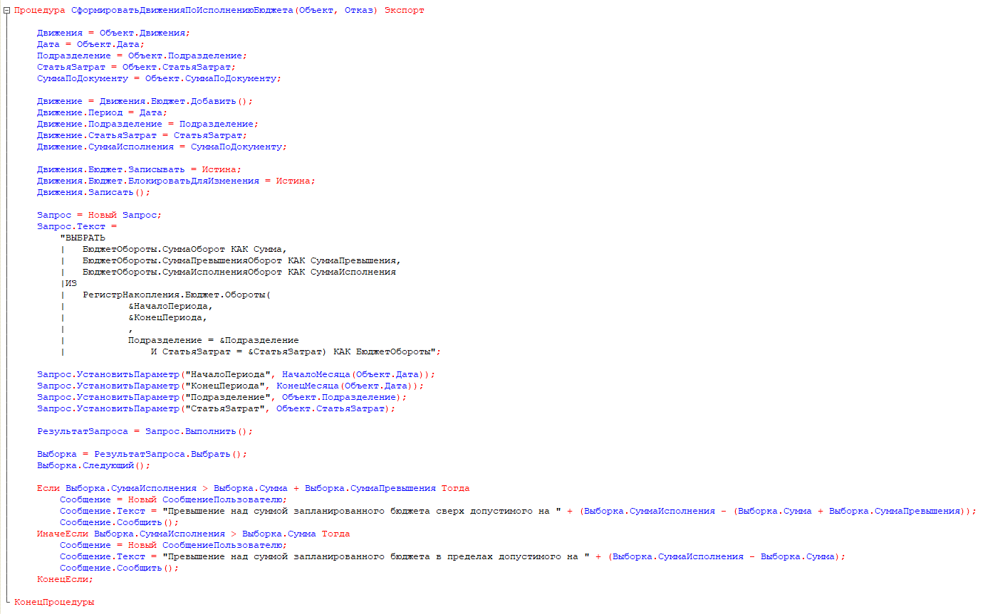 Процедура СформироватьДвиженияПоИсполнениюБюджета(Объект, Отказ) Экспорт
Движения = Объект.Движения;
Дата = Объект.Дата;
Подразделение = Объект.Подразделение;
СтатьяЗатрат = Объект.СтатьяЗатрат;
СуммаПоДокументу = Объект.СуммаПоДокументу;
Движение = Движения.Бюджет.Добавить();
Движение.Период = Дата;
Движение.Подразделение = Подразделение;
Движение.СтатьяЗатрат = СтатьяЗатрат;
Движение.СуммаИсполнения = СуммаПоДокументу;
Движения.Бюджет.Записывать = Истина;
Движения.Бюджет.БлокироватьДляИзменения = Истина;
Движения.Записать();
Запрос = Новый Запрос;
Запрос.Текст =
"ВЫБРАТЬ
| БюджетОбороты.СуммаОборот КАК Сумма,
| БюджетОбороты.СуммаПревышенияОборот КАК СуммаПревышения,
| БюджетОбороты.СуммаИсполненияОборот КАК СуммаИсполнения
|ИЗ
| РегистрНакопления.Бюджет.Обороты(
| &НачалоПериода,
| &КонецПериода,
| ,
| Подразделение = &Подразделение
| И СтатьяЗатрат = &СтатьяЗатрат) КАК БюджетОбороты";
Запрос.УстановитьПараметр("НачалоПериода", НачалоМесяца(Объект.Дата));
Запрос.УстановитьПараметр("КонецПериода", КонецМесяца(Объект.Дата));
Запрос.УстановитьПараметр("Подразделение", Объект.Подразделение);
Запрос.УстановитьПараметр("СтатьяЗатрат", Объект.СтатьяЗатрат);
РезультатЗапроса = Запрос.Выполнить();
Выборка = РезультатЗапроса.Выбрать();
Выборка.Следующий();
Если Выборка.СуммаИсполнения > Выборка.Сумма + Выборка.СуммаПревышения Тогда
Сообщение = Новый СообщениеПользователю;
Сообщение.Текст = "Превышение над суммой запланированного бюджета сверх допустимого на " + (Выборка.СуммаИсполнения - (Выборка.Сумма + Выборка.СуммаПревышения));
Сообщение.Сообщить();
ИначеЕсли Выборка.СуммаИсполнения > Выборка.Сумма Тогда
Сообщение = Новый СообщениеПользователю;
Сообщение.Текст = "Превышение над суммой запланированного бюджета в пределах допустимого на " + (Выборка.СуммаИсполнения - Выборка.Сумма);
Сообщение.Сообщить();
КонецЕсли;
КонецПроцедуры